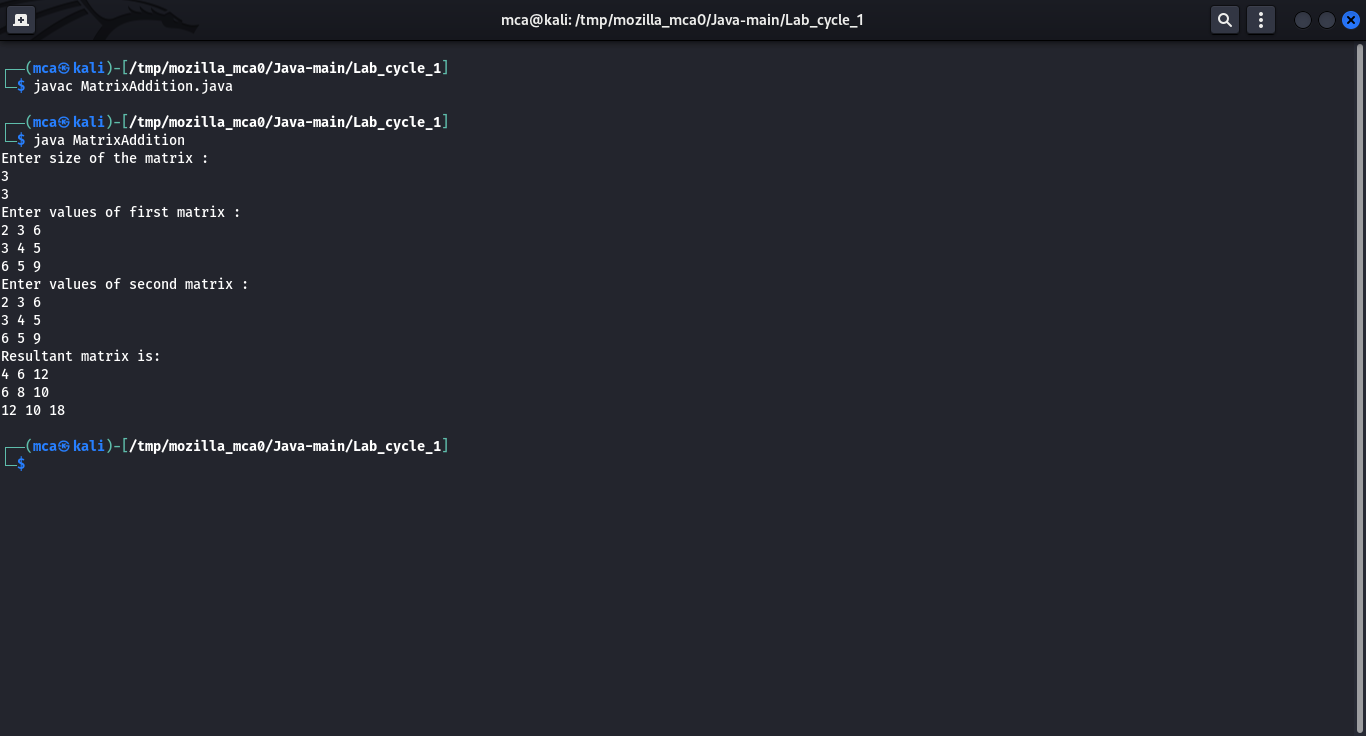 mca@kali: /tmp/mozilla_mca0/Java-main/Lab_cycle_1
┌──(mca㉿kali)-[/tmp/mozilla_mca0/Java-main/Lab_cycle_1]
└─$ javac MatrixAddition.java
┌──(mca㉿kali)-[/tmp/mozilla_mca0/Java-main/Lab_cycle_1]
└─$ java MatrixAddition
Enter size of the matrix :
3
3
Enter values of first matrix :
2 3 6
3 4 5
6 5 9
Enter values of second matrix :
2 3 6
3 4 5
6 5 9
Resultant matrix is:
4 6 12
6 8 10
12 10 18
┌──(mca㉿kali)-[/tmp/mozilla_mca0/Java-main/Lab_cycle_1]
└─$